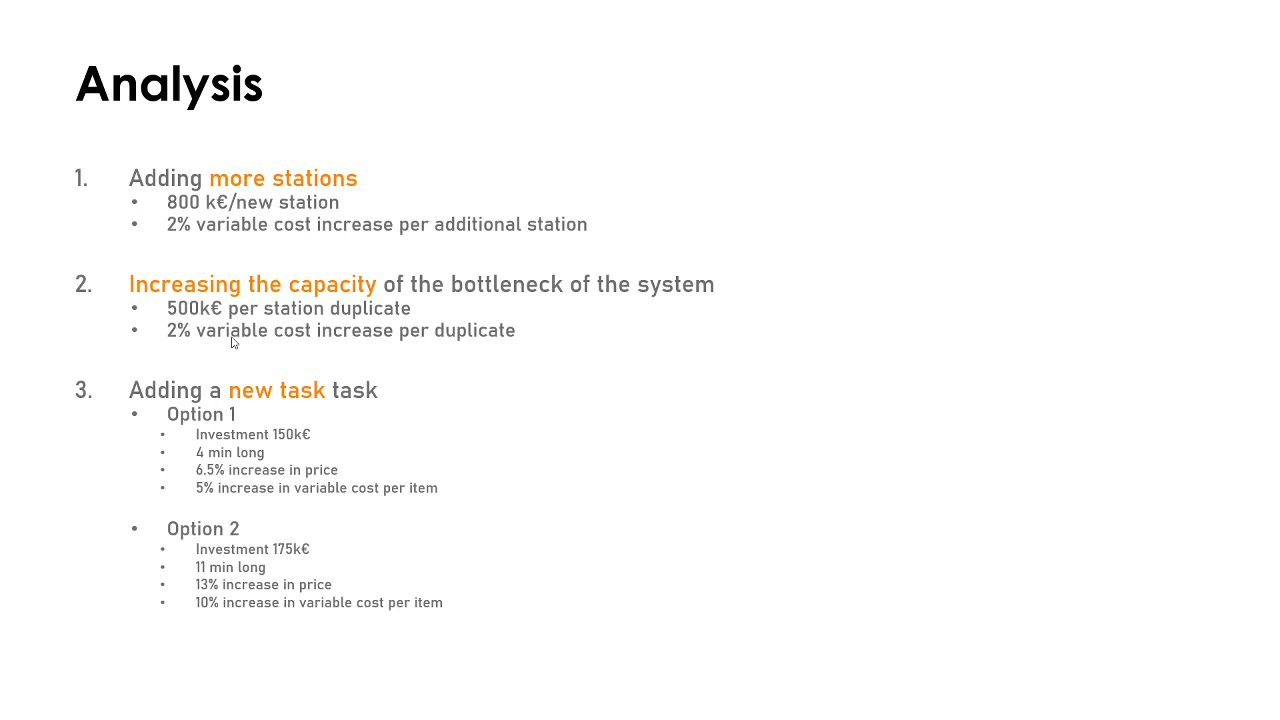 Analysis
1. Adding more stations
• 800 k€/new station
• 2% variable cost increase per additional station
2. Increasing the capacity of the bottleneck of the system
• 500k€ per station duplicate
• 2% variable cost increase per duplicate
3. Adding a new task task
• Option 1
• Investment 150k€
• 4 min long
• 6.5% increase in price
• 5% increase in variable cost per item
• Option 2
• Investment 175k€
• 11 min long
• 13% increase in price
• 10% increase in variable cost per item